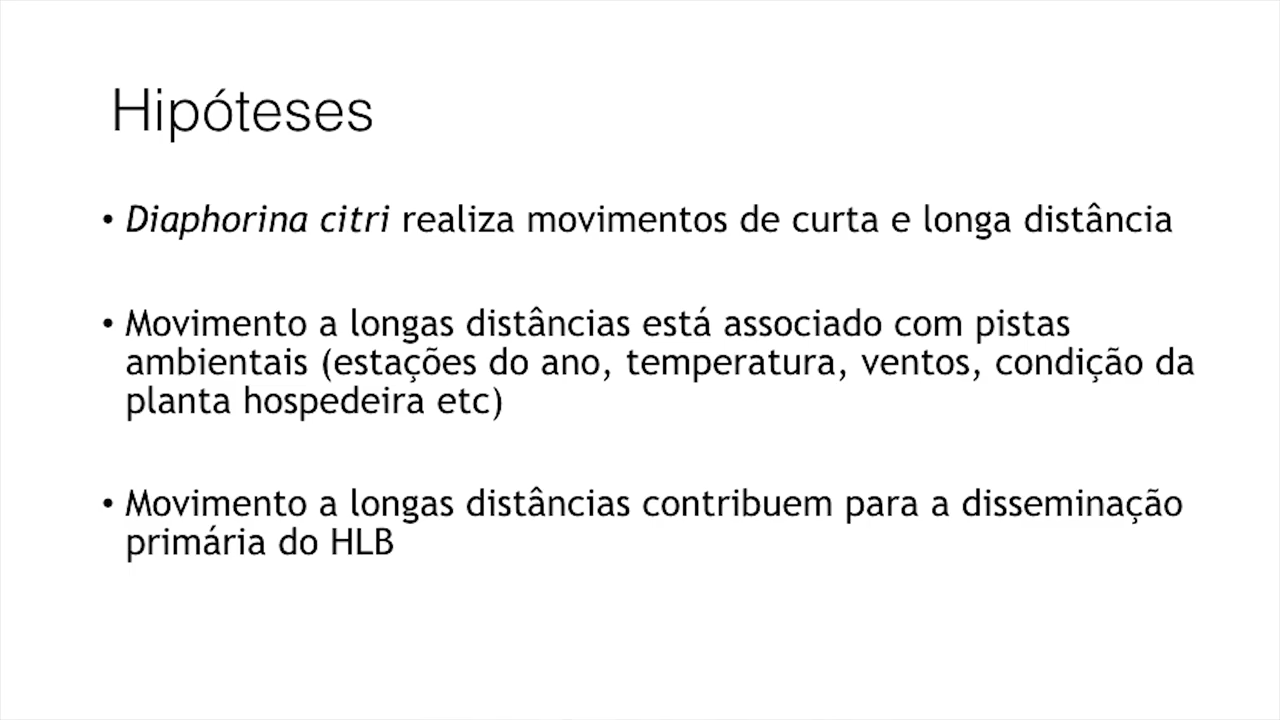 Hipóteses
• Diaphorina citri realiza movimentos de curta e longa distância
• Movimento a longas distâncias está associado com pistas
ambientais (estações do ano, temperatura, ventos, condição da
planta hospedeira etc)
• Movimento a longas distâncias contribuem para a disseminação
primária do HLB